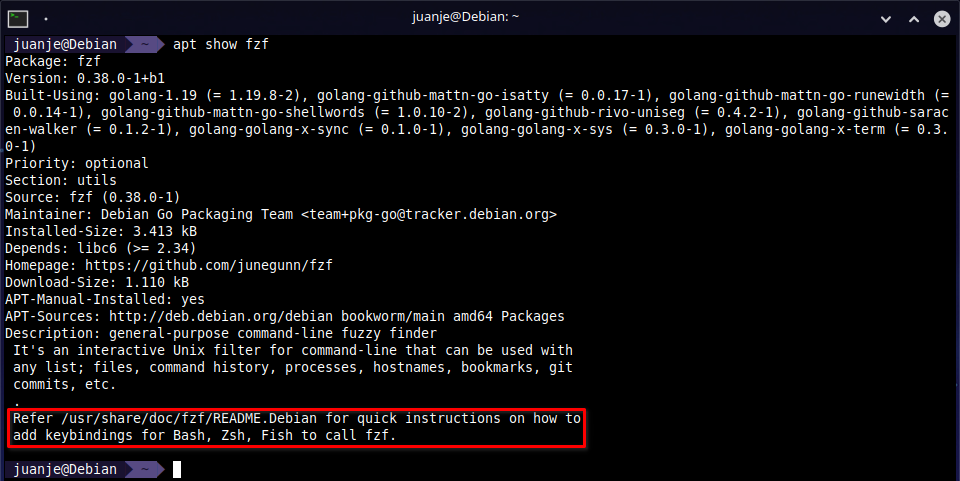 juanje@Debian: ~
juanje@Debian ~ apt show fzf
Package: fzf
Version: 0.38.0-1+b1
Built-Using: golang-1.19 (= 1.19.8-2), golang-github-mattn-go-isatty (= 0.0.17-1), golang-github-mattn-go-runewidth (=
0.0.14-1), golang-github-mattn-go-shellwords (= 1.0.10-2), golang-github-rivo-uniseg (= 0.4.2-1), golang-github-sarac
en-walker (= 0.1.2-1), golang-golang-x-sync (= 0.1.0-1), golang-golang-x-sys (= 0.3.0-1), golang-golang-x-term (= 0.3.
0-1)
Priority: optional
Section: utils
Source: fzf (0.38.0-1)
Maintainer: Debian Go Packaging Team <team+pkg-go@tracker.debian.org>
Installed-Size: 3.413 kB
Depends: libc6 (>= 2.34)
Homepage: https://github.com/junegunn/fzf
Download-Size: 1.110 kB
APT-Manual-Installed: yes
APT-Sources: http://deb.debian.org/debian bookworm/main amd64 Packages
Description: general-purpose command-line fuzzy finder
It's an interactive Unix filter for command-line that can be used with
any list; files, command history, processes, hostnames, bookmarks, git
commits, etc.
.
Refer /usr/share/doc/fzf/README.Debian for quick instructions on how to
add keybindings for Bash, Zsh, Fish to call fzf.
juanje@Debian ~